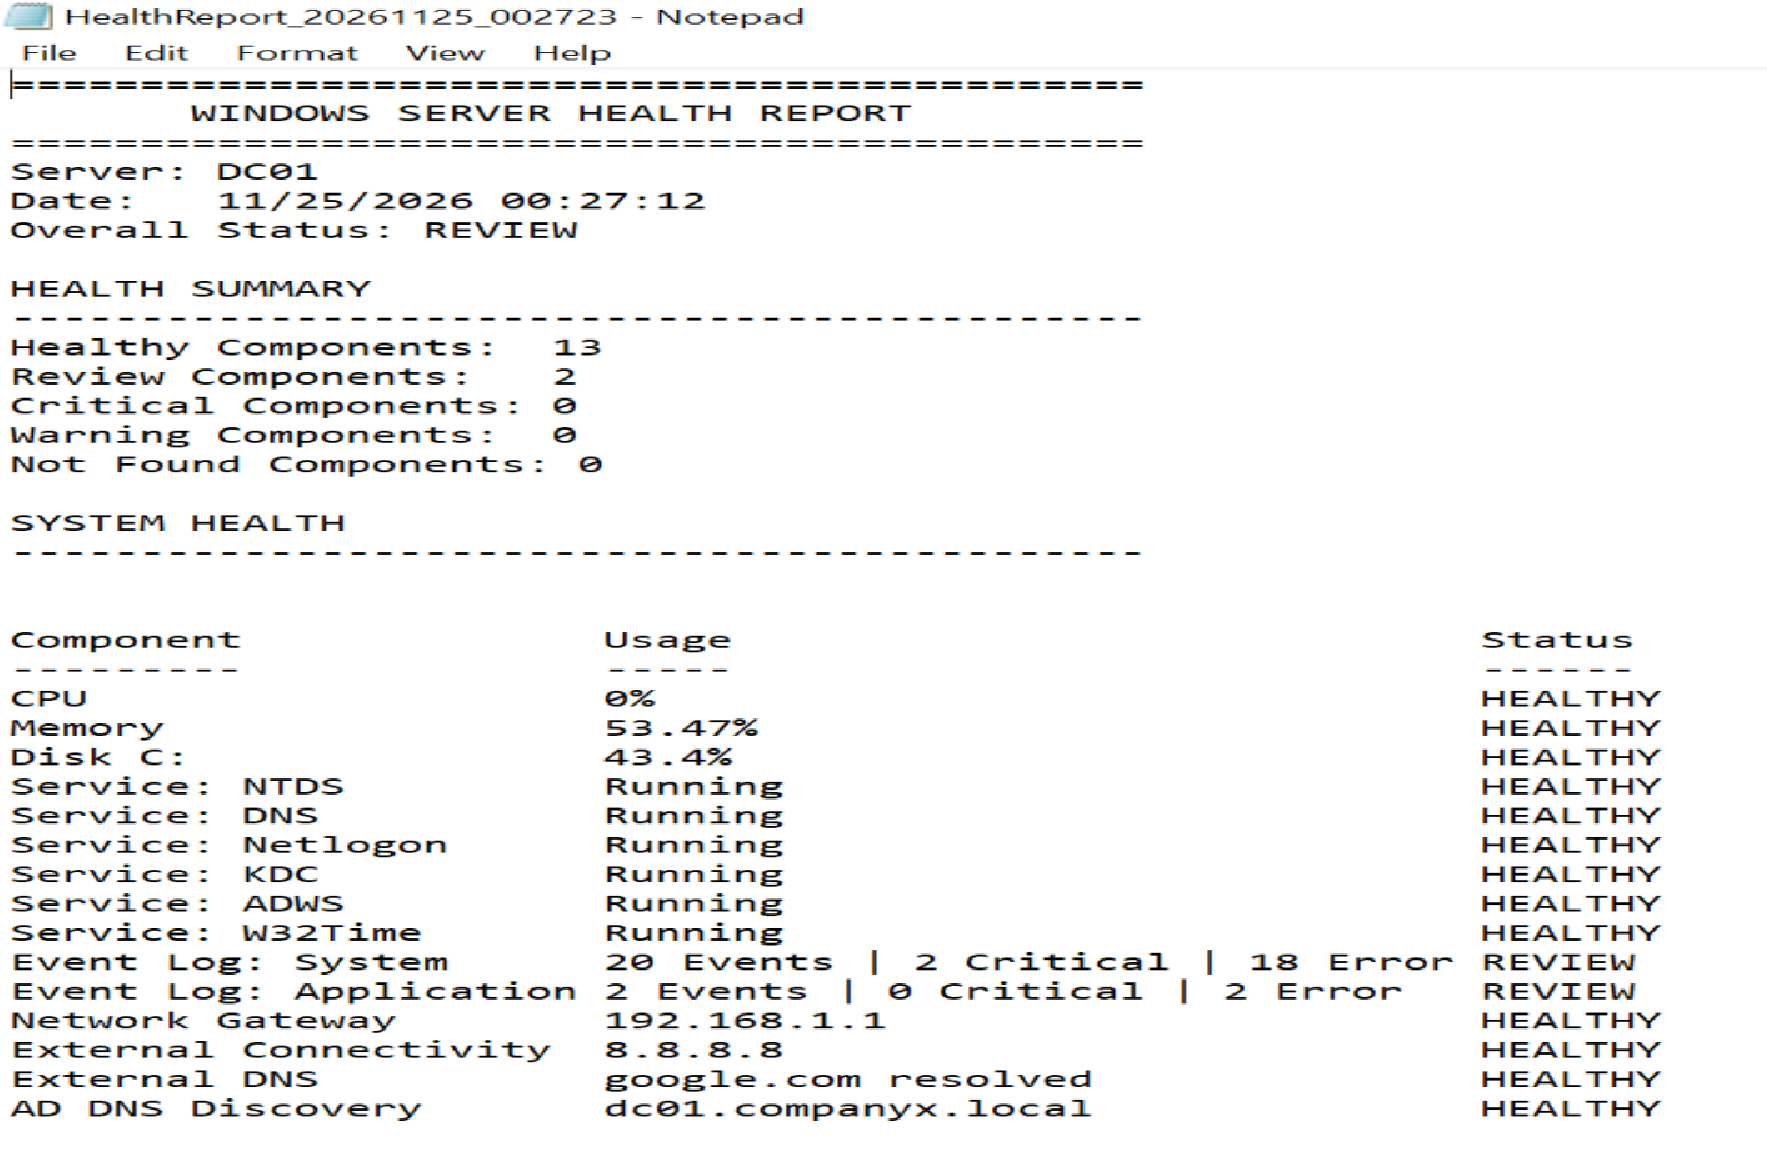 HealthReport_20261125_002723 - Notepad
File Edit Format View Help
============================================
       WINDOWS SERVER HEALTH REPORT
============================================
Server: DC01
Date:   11/25/2026 00:27:12
Overall Status: REVIEW

HEALTH SUMMARY
--------------------------------------------
Healthy Components:  13
Review Components:   2
Critical Components: 0
Warning Components:  0
Not Found Components: 0

SYSTEM HEALTH
--------------------------------------------

Component              Usage                             Status
---------              -----                             ------
CPU                    0%                                HEALTHY
Memory                 53.47%                            HEALTHY
Disk C:                43.4%                             HEALTHY
Service: NTDS          Running                           HEALTHY
Service: DNS           Running                           HEALTHY
Service: Netlogon      Running                           HEALTHY
Service: KDC           Running                           HEALTHY
Service: ADWS          Running                           HEALTHY
Service: W32Time       Running                           HEALTHY
Event Log: System      20 Events | 2 Critical | 18 Error REVIEW
Event Log: Application 2 Events | 0 Critical | 2 Error   REVIEW
Network Gateway        192.168.1.1                       HEALTHY
External Connectivity  8.8.8.8                           HEALTHY
External DNS           google.com resolved               HEALTHY
AD DNS Discovery       dc01.companyx.local               HEALTHY